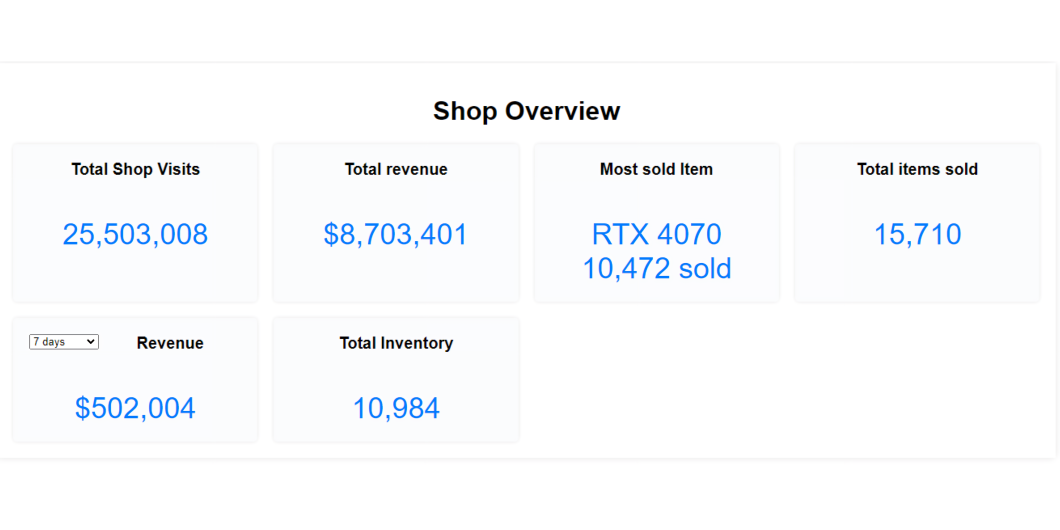 Shop Overview
Total Shop Visits
25,503,008
Total revenue
$8,703,401
Most sold Item
RTX 4070
10,472 sold
Total items sold
15,710
7 days
Revenue
$502,004
Total Inventory
10,984